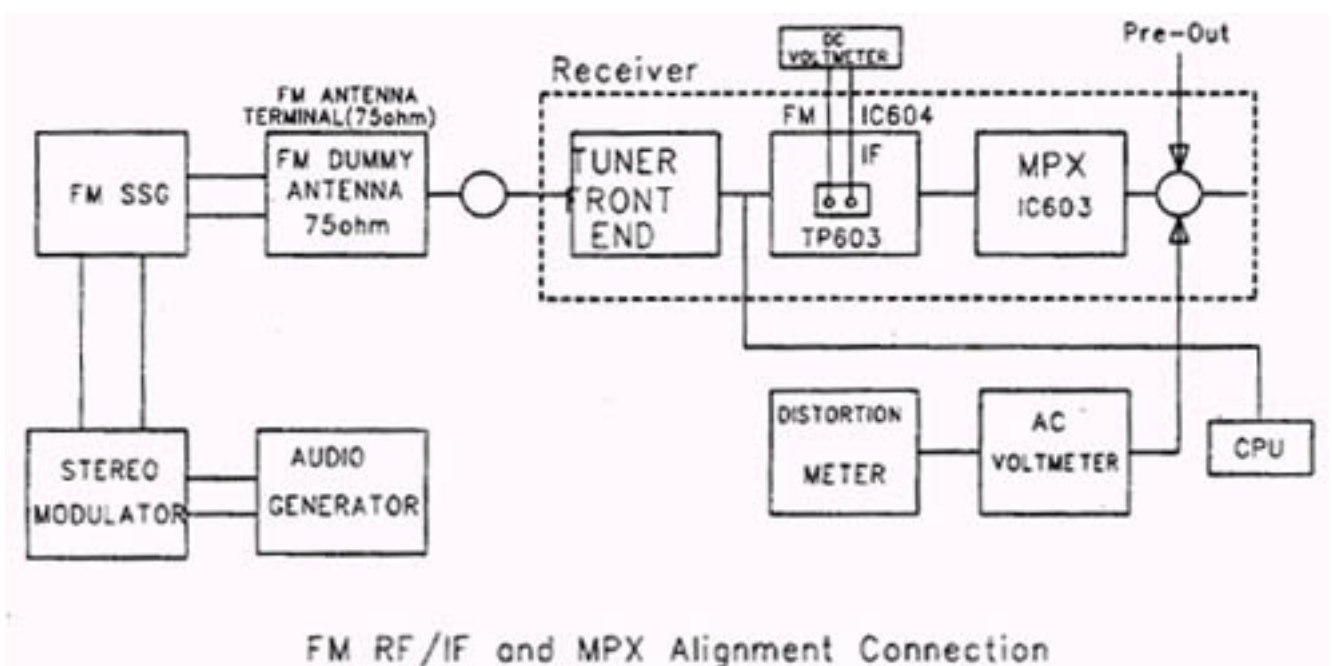 DC
VOLTMETER
Pre-Out
Receiver
FM ANTENNA
TERMINAL(75ohm)
FM IC604
IF
TP603
FM SSG
FM DUMMY
ANTENNA
75ohm
TUNER
FRONT
END
MPX
IC603
STEREO
MODULATOR
AUDIO
GENERATOR
DISTORTION
METER
AC
VOLTMETER
CPU
FM RF/IF and MPX Alignment Connection